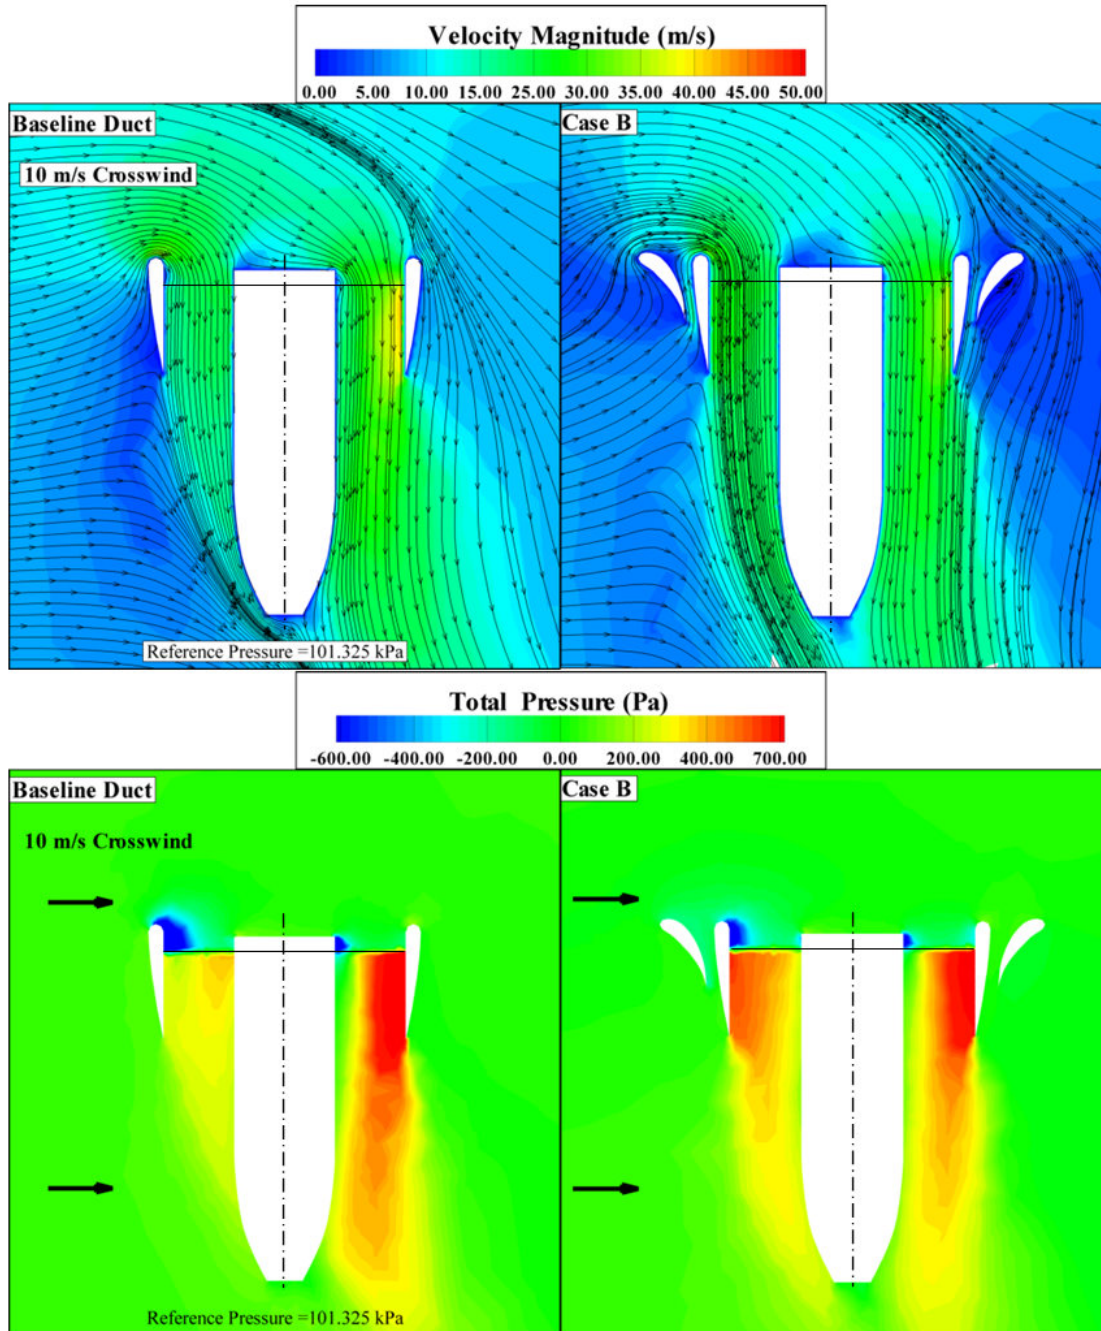 Velocity Magnitude (m/s)
0.00 5.00 10.00 15.00 25.00 30.00 35.00 40.00 45.00 50.00
Baseline Duct
Case B
10 m/s Crosswind
Reference Pressure =101.325 kPa
Total Pressure (Pa)
-600.00 -400.00 -200.00 0.00 200.00 400.00 700.00
Baseline Duct
Case B
10 m/s Crosswind
Reference Pressure =101.325 kPa